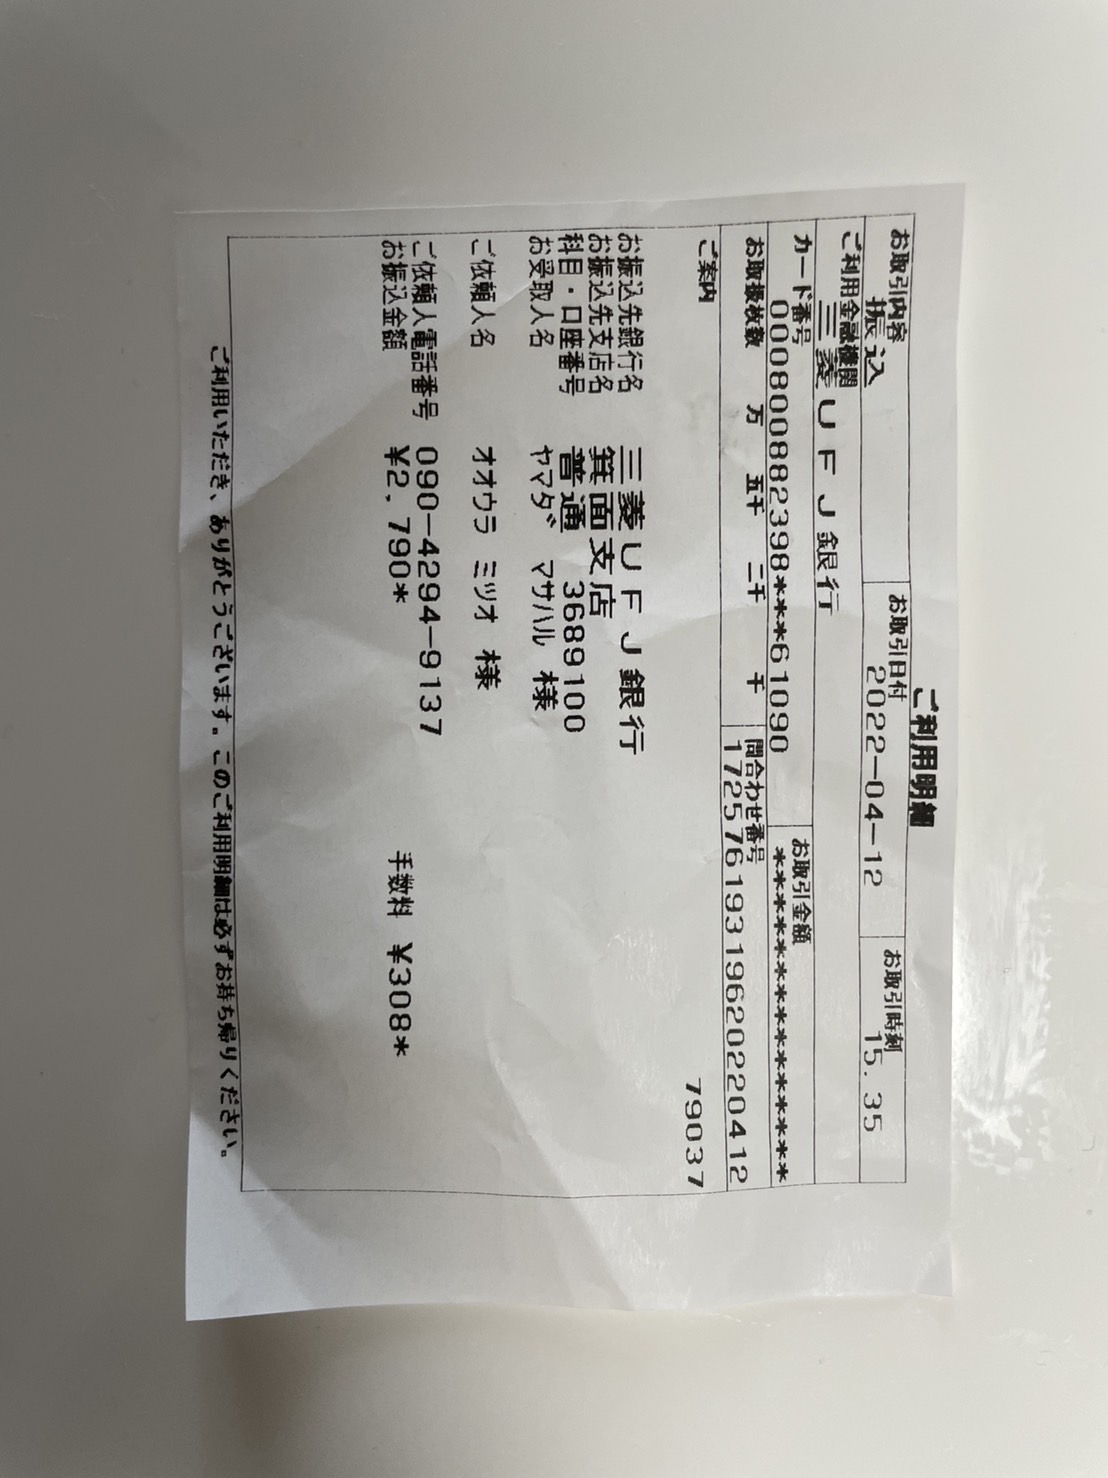 ご利用明細
お取引内容 お取引日付 お取引時刻
振込 2022-04-12 15.35
ご利用金融機関
三菱UFJ銀行
カード番号 お取引金額
000800882398***61090 ******************
お取扱枚数 万 五千 二千 千 問合わせ番号
1725761931962022​0412
ご案内 79037
お振込先銀行名 三菱UFJ銀行
お振込先支店名 箕面支店
科目・口座番号 普通 3689100
お受取人名 ヤマダ マサハル 様
ご依頼人名 オオウラ ミツオ 様
ご依頼人電話番号 090-4294-9137
お振込金額 ¥2,790* 手数料 ¥308*
ご利用いただき、ありがとうございます。このご利用明細は必ずお持ち帰りください。